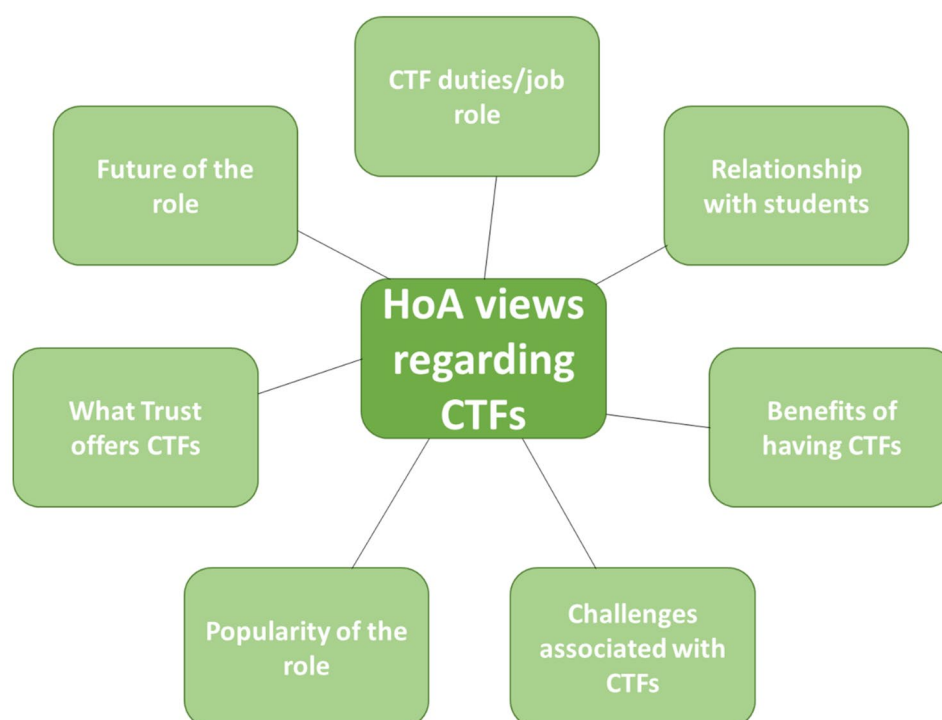 CTF duties/job
role
Future of the
role
Relationship
with students
HoA views
regarding
CTFs
What Trust
offers CTFs
Benefits of
having CTFs
Popularity of the
role
Challenges
associated with
CTFs